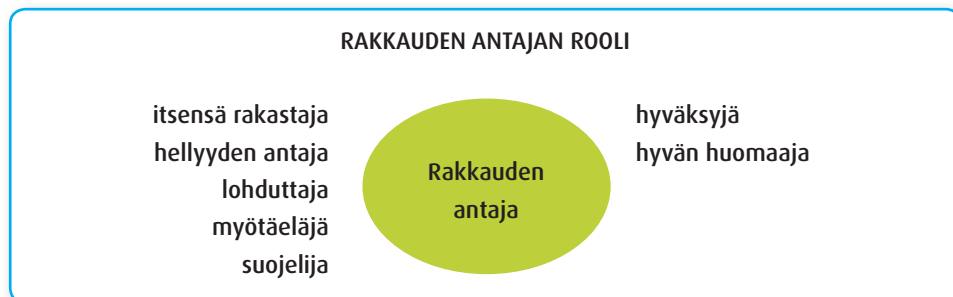 RAKKAUDEN ANTAJAN ROOLI
itsensä rakastaja
hellyyden antaja
lohduttaja
myötäeläjä
suojelija
Rakkauden
antaja
hyväksyjä
hyvän huomaaja